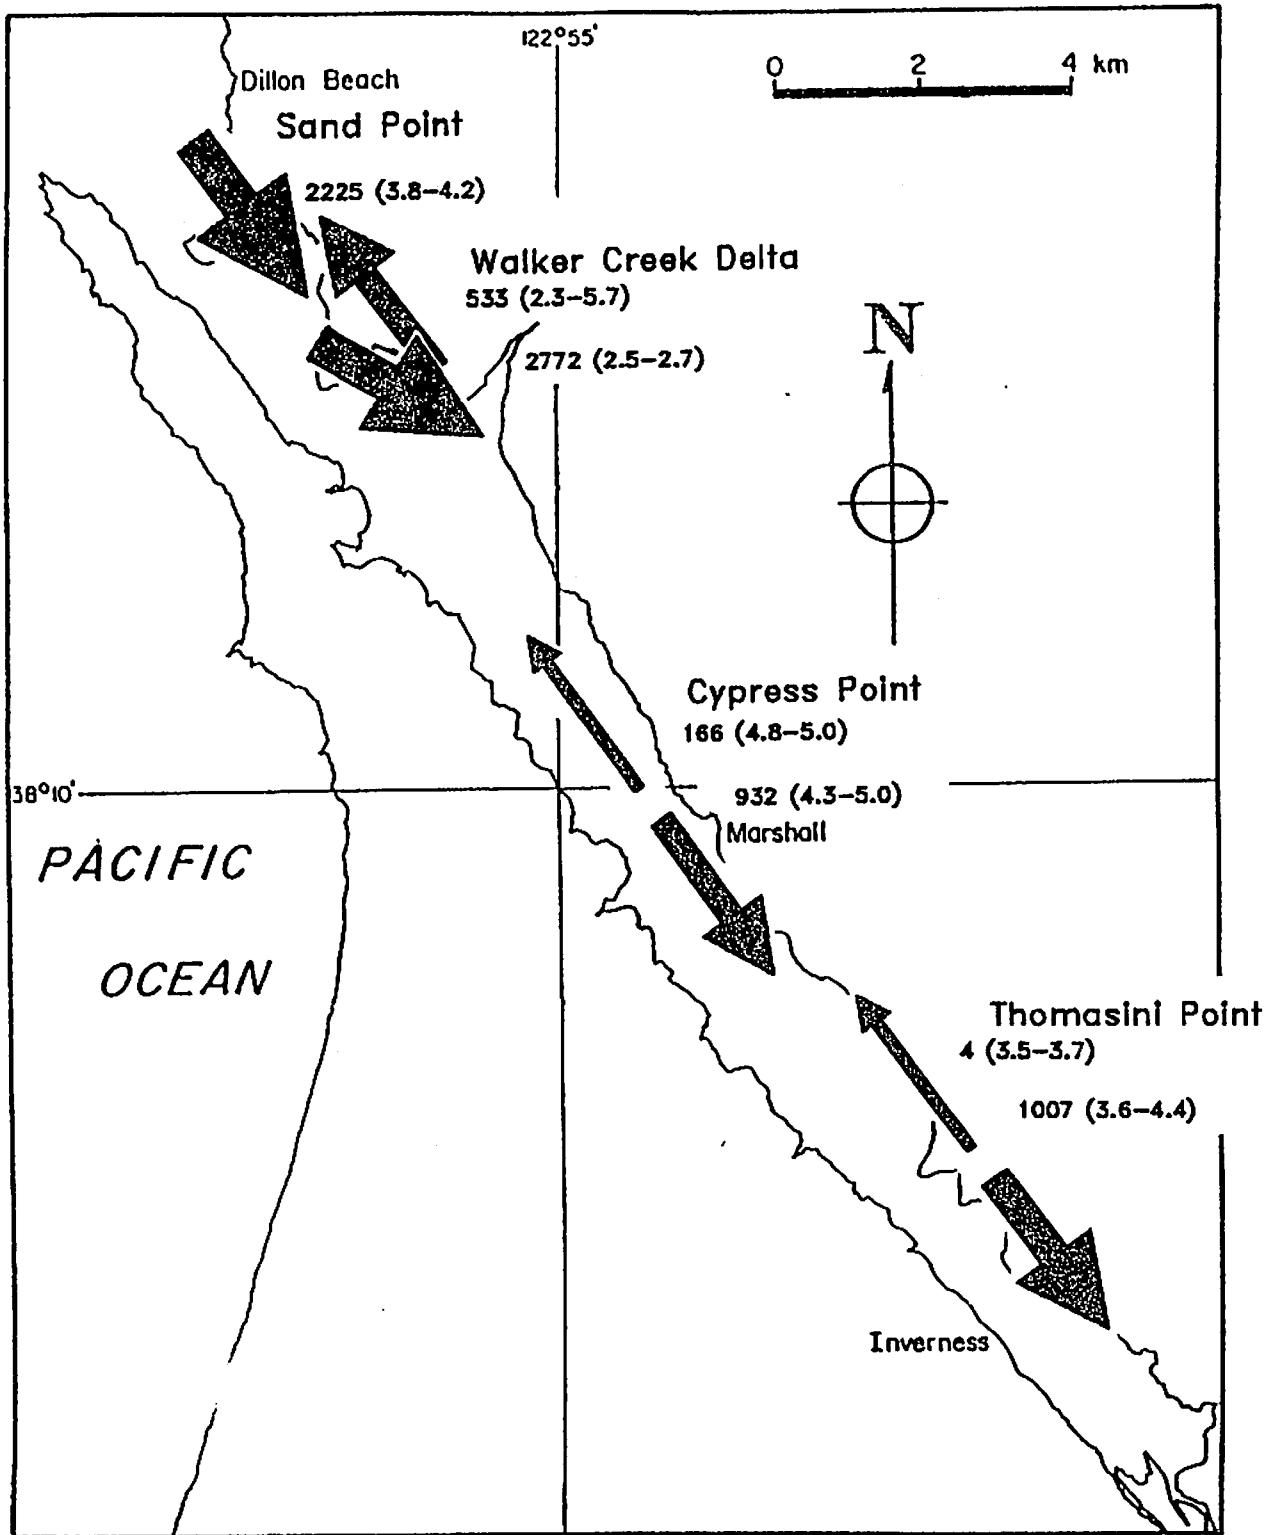 122°55'
0 2 4 km
Dillon Beach
Sand Point
2225 (3.8–4.2)
Walker Creek Delta
533 (2.3–5.7)
N
2772 (2.5–2.7)
Cypress Point
166 (4.8–5.0)
38°10'
932 (4.3–5.0)
Marshall
PACIFIC
OCEAN
Thomasini Point
4 (3.5–3.7)
1007 (3.6–4.4)
Inverness